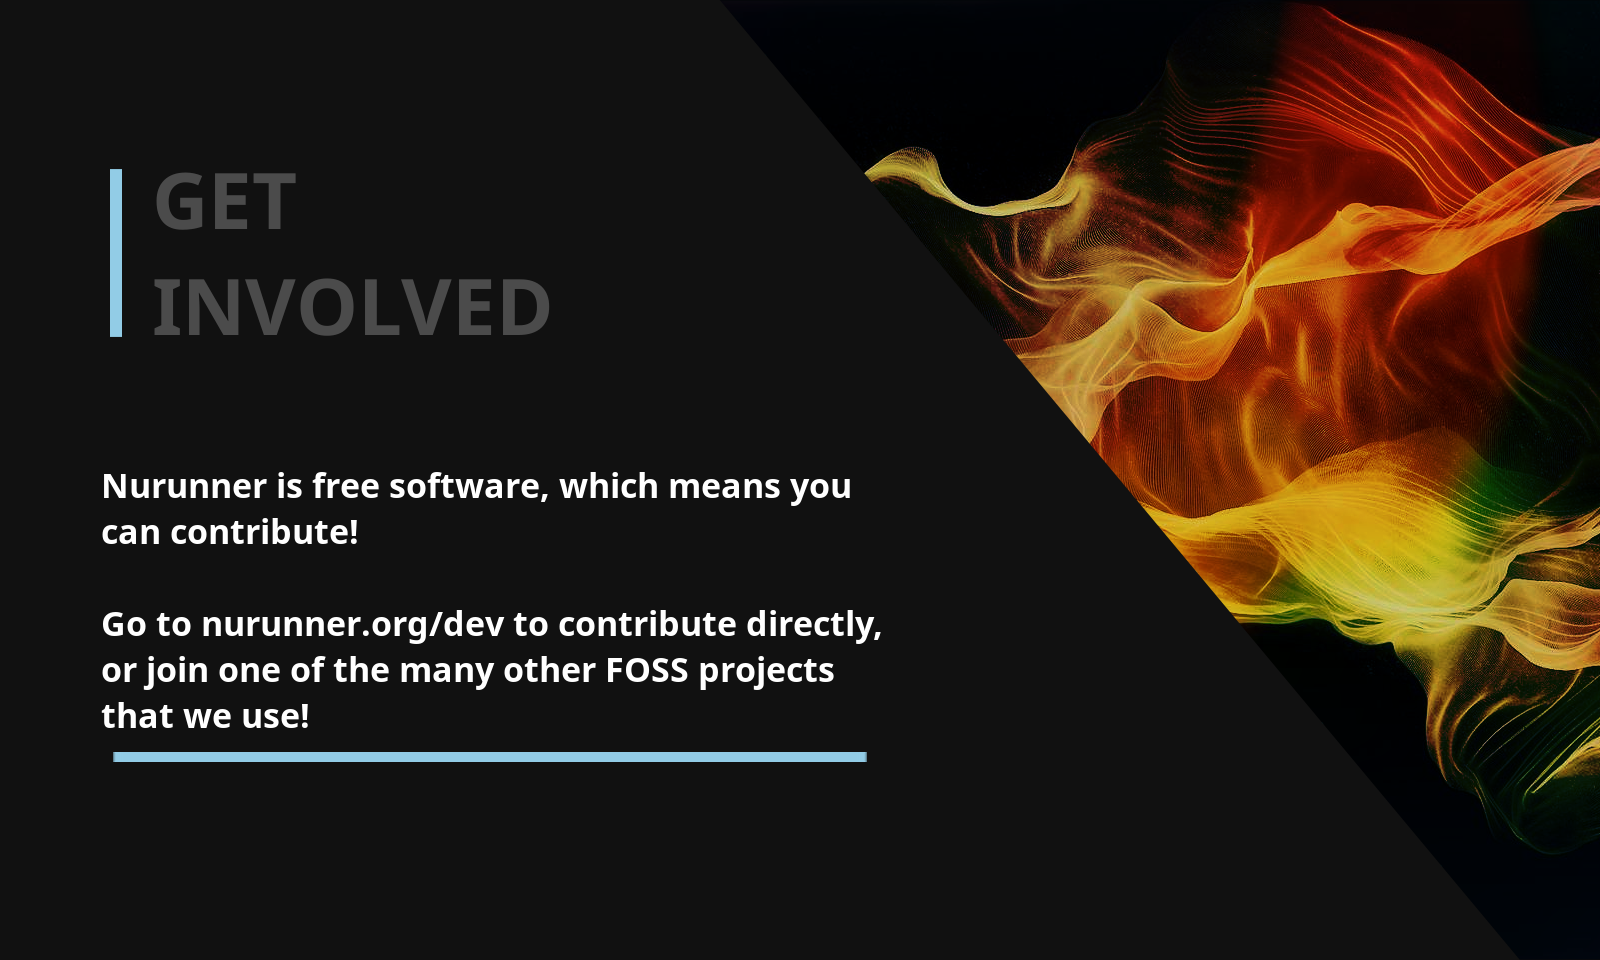 GET
INVOLVED
Nurunner is free software, which means you
can contribute!
Go to nurunner.org/dev to contribute directly,
or join one of the many other FOSS projects
that we use!